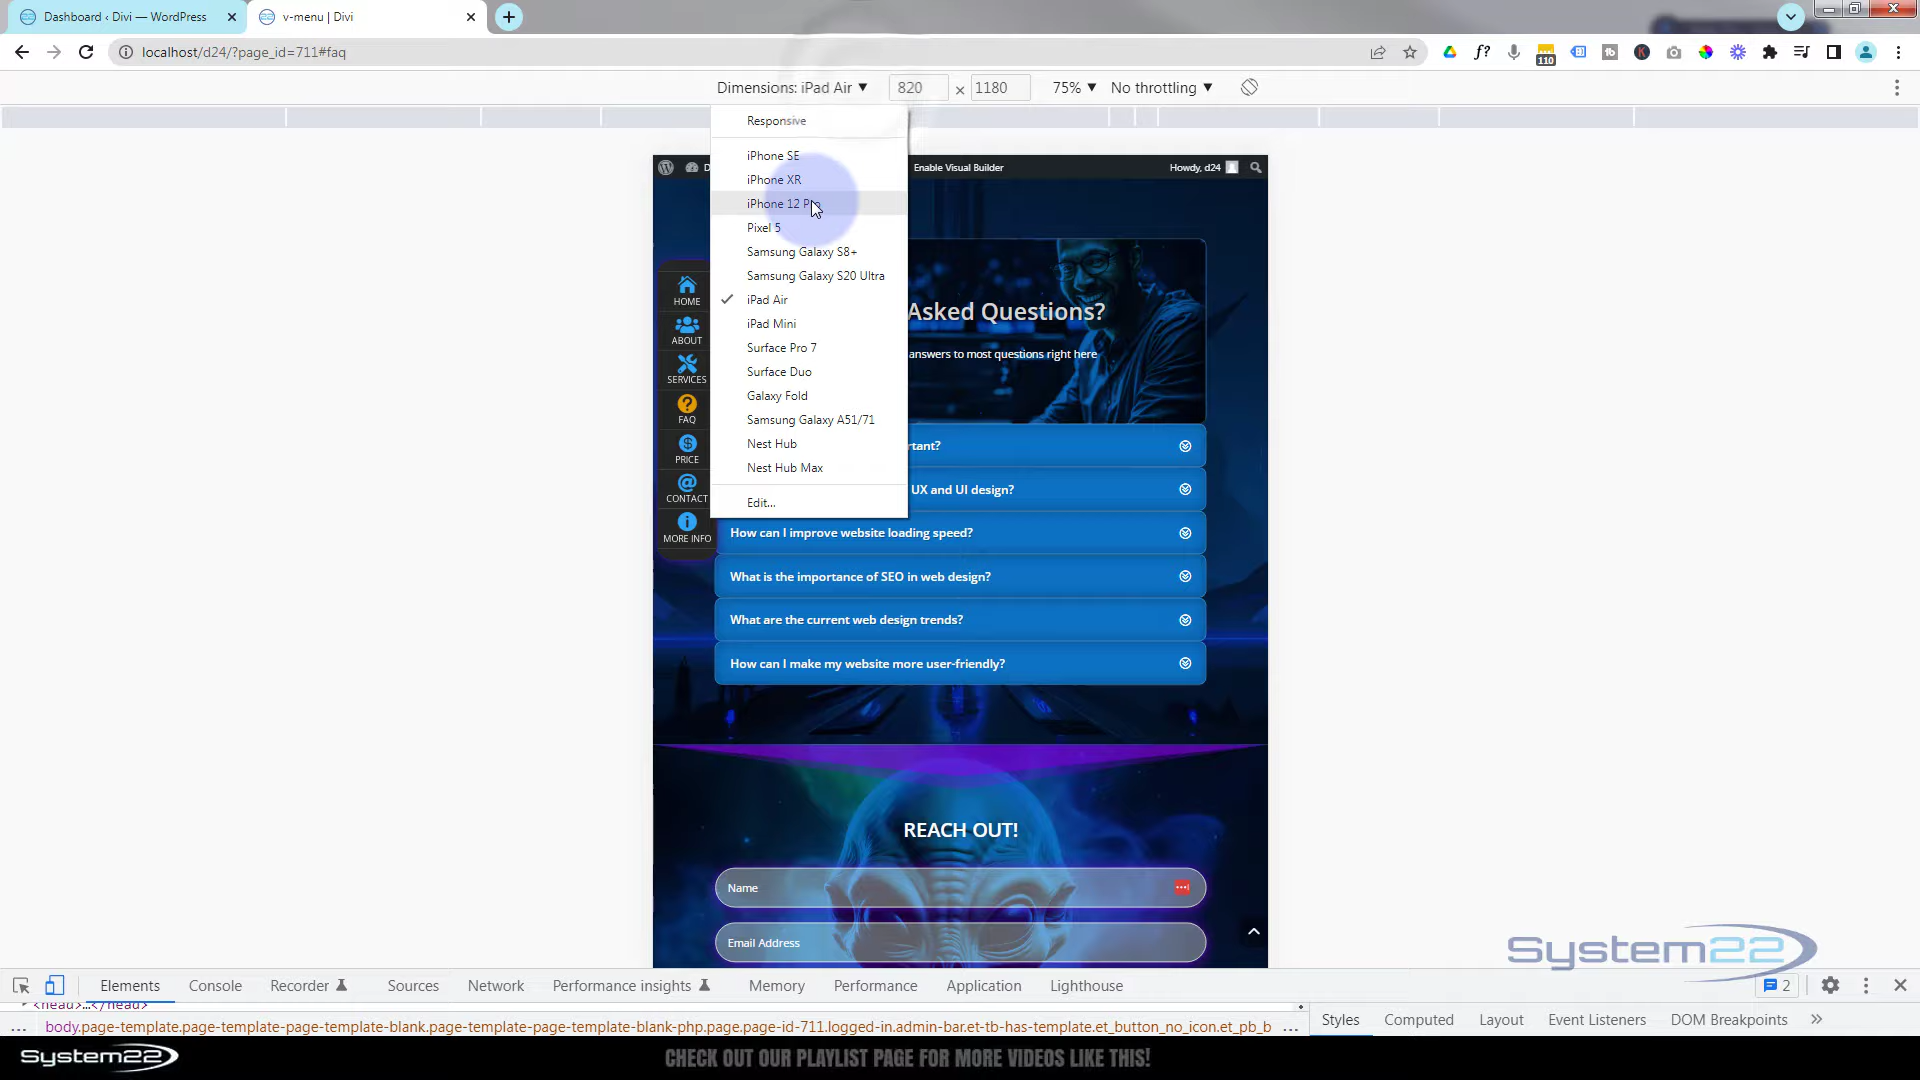 Dashboard ‹ Divi — WordPress
v-menu | Divi
localhost/d24/?page_id=711#faq
110
Dimensions: iPad Air
820 × 1180
75%
No throttling
Responsive
iPhone SE
iPhone XR
iPhone 12 Pro
Pixel 5
Samsung Galaxy S8+
Samsung Galaxy S20 Ultra
iPad Air
iPad Mini
Surface Pro 7
Surface Duo
Galaxy Fold
Samsung Galaxy A51/71
Nest Hub
Nest Hub Max
Edit...
Enable Visual Builder
Howdy, d24
HOME
ABOUT
SERVICES
FAQ
PRICE
CONTACT
MORE INFO
Asked Questions?
answers to most questions right here
rtant?
UX and UI design?
How can I improve website loading speed?
What is the importance of SEO in web design?
What are the current web design trends?
How can I make my website more user-friendly?
REACH OUT!
Name
Email Address
System22
Elements
Console
Recorder
Sources
Network
Performance insights
Memory
Performance
Application
Lighthouse
2
<head>…</head>
... body.page-template.page-template-page-template-blank.page-template-page-template-blank-php.page.page-id-711.logged-in.admin-bar.et-tb-has-template.et_button_no_icon.et_pb_b ...
Styles
Computed
Layout
Event Listeners
DOM Breakpoints
System22
CHECK OUT OUR PLAYLIST PAGE FOR MORE VIDEOS LIKE THIS!